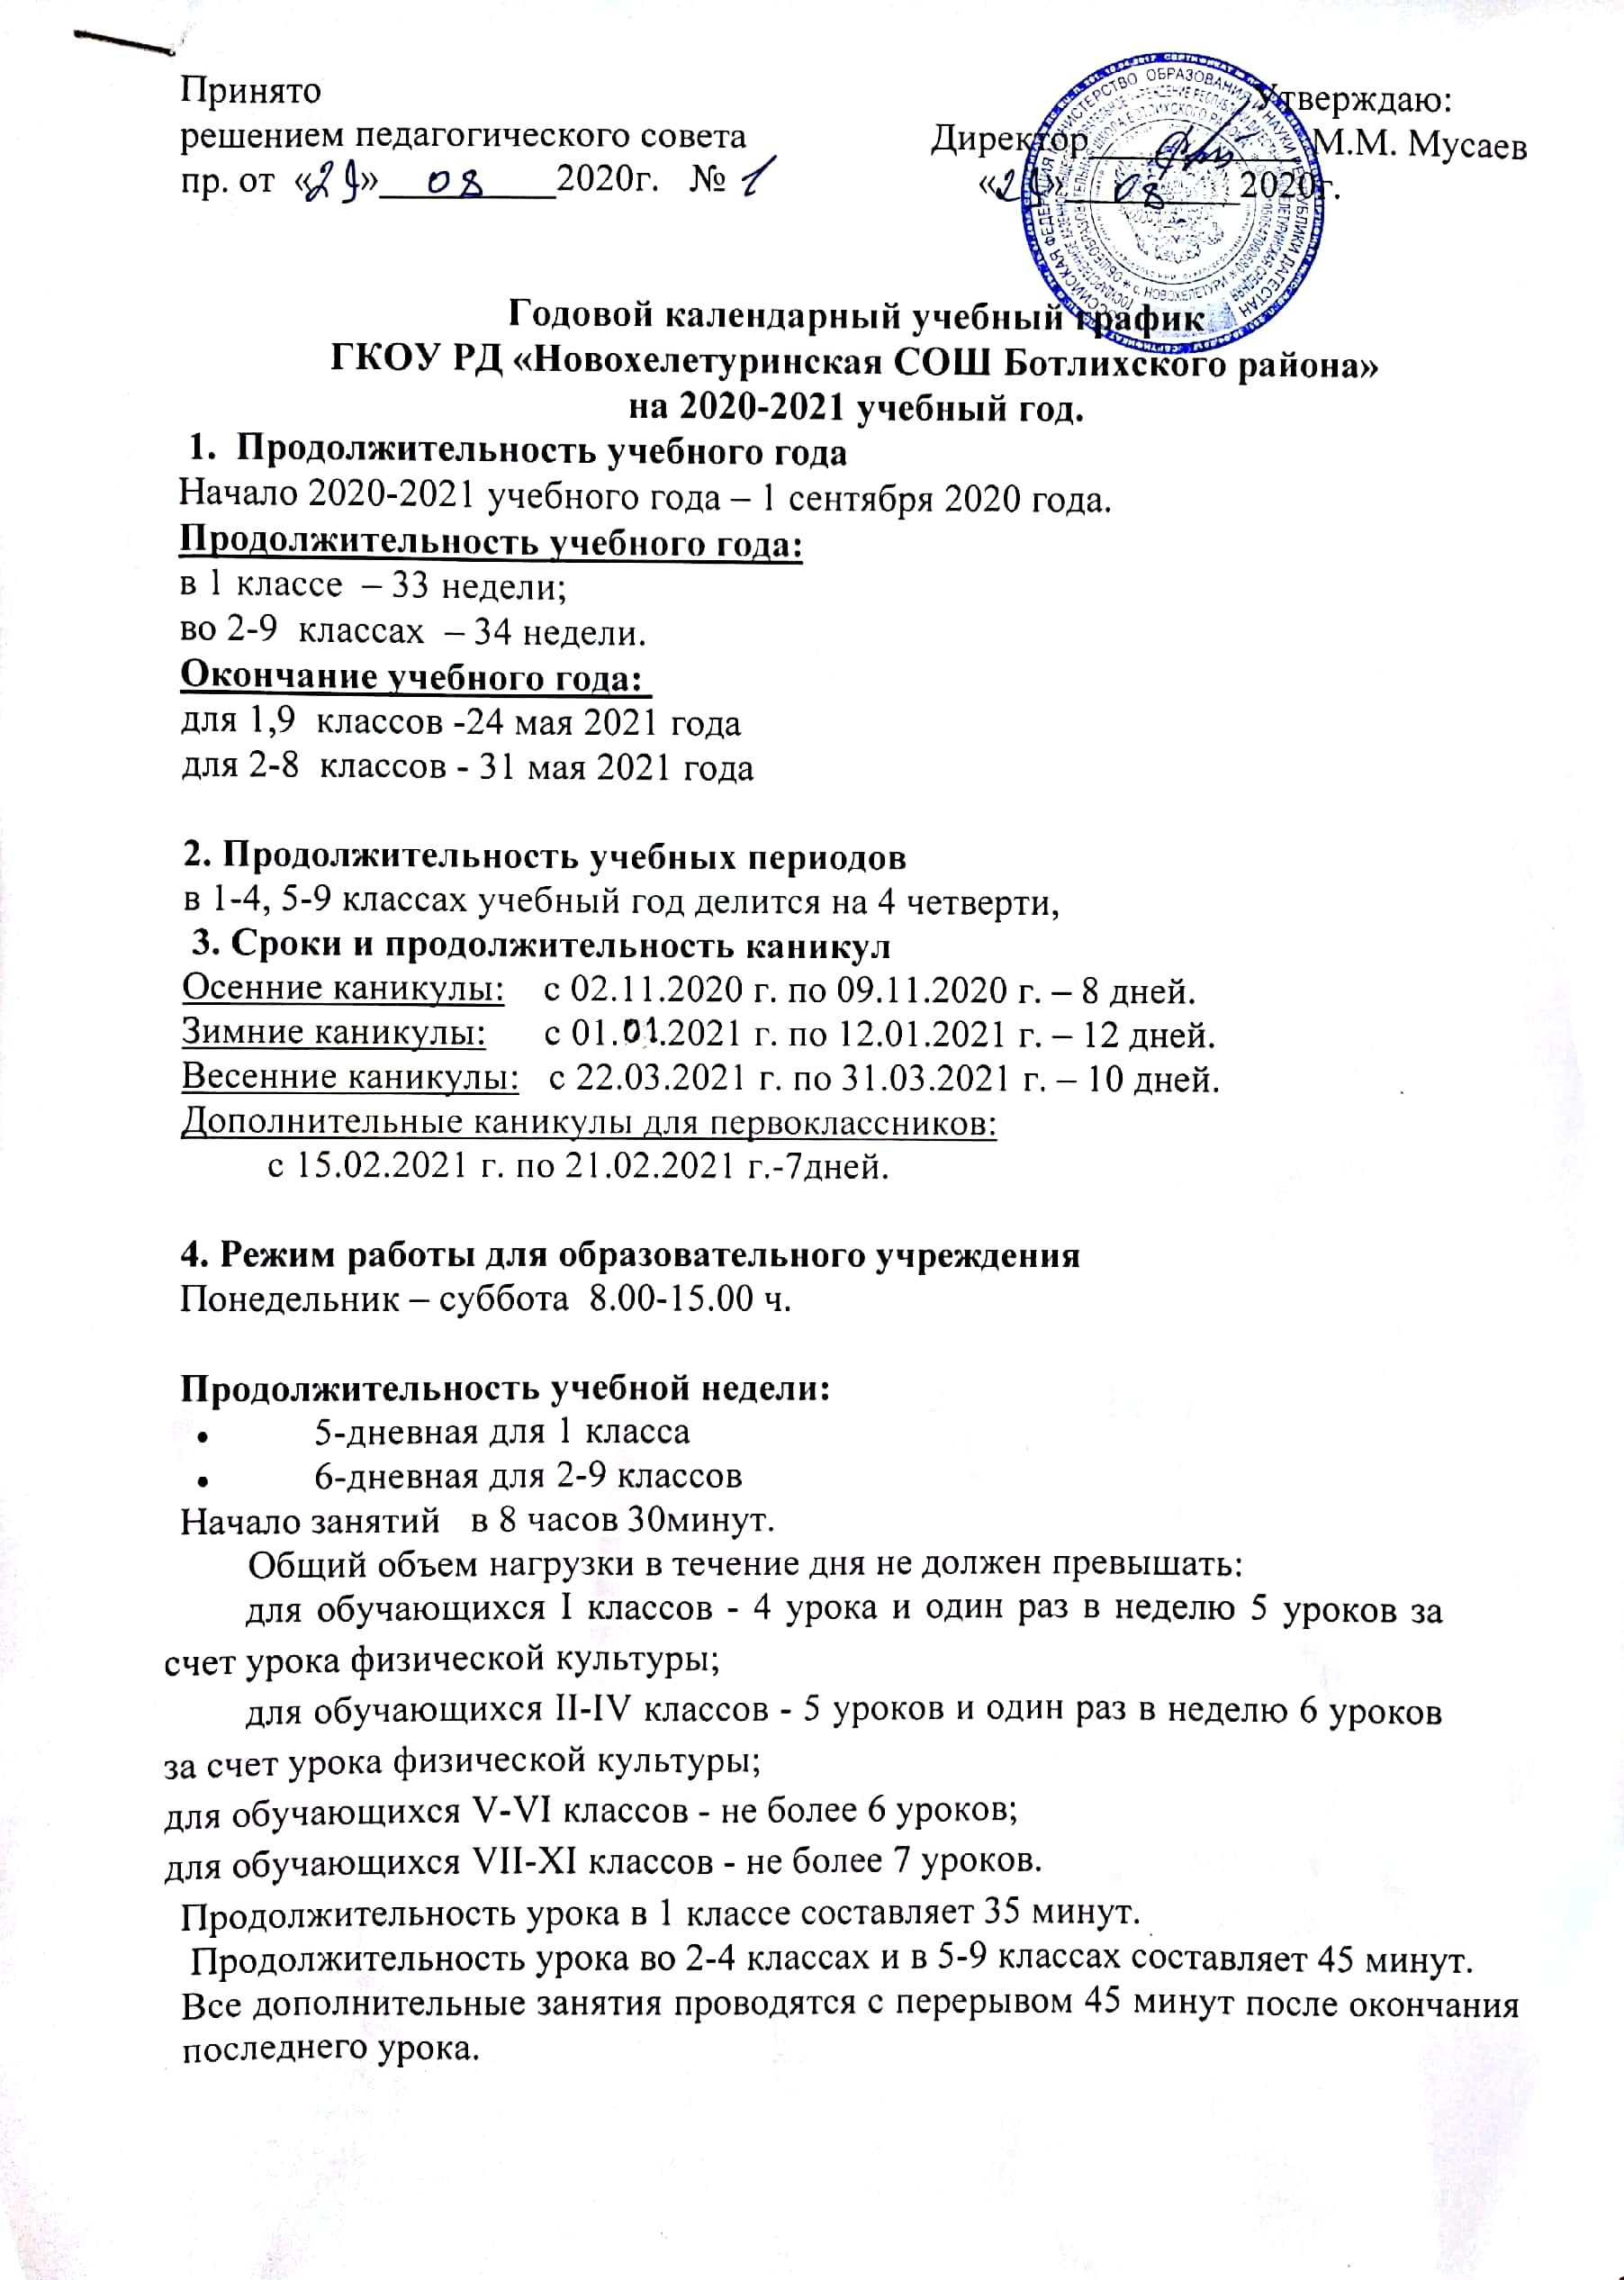 Принято
решением педагогического совета
пр. от «29» 08 2020г. № 1
Утверждаю:
Директор М.М. Мусаев
«29» 08 2020г.
Годовой календарный учебный график
ГКОУ РД «Новохелетуринская СОШ Ботлихского района»
на 2020-2021 учебный год.
1. Продолжительность учебного года
Начало 2020-2021 учебного года – 1 сентября 2020 года.
Продолжительность учебного года:
в 1 классе – 33 недели;
во 2-9 классах – 34 недели.
Окончание учебного года:
для 1,9 классов -24 мая 2021 года
для 2-8 классов - 31 мая 2021 года
2. Продолжительность учебных периодов
в 1-4, 5-9 классах учебный год делится на 4 четверти,
3. Сроки и продолжительность каникул
Осенние каникулы: с 02.11.2020 г. по 09.11.2020 г. – 8 дней.
Зимние каникулы: с 01.01.2021 г. по 12.01.2021 г. – 12 дней.
Весенние каникулы: с 22.03.2021 г. по 31.03.2021 г. – 10 дней.
Дополнительные каникулы для первоклассников:
с 15.02.2021 г. по 21.02.2021 г.-7дней.
4. Режим работы для образовательного учреждения
Понедельник – суббота 8.00-15.00 ч.
Продолжительность учебной недели:
• 5-дневная для 1 класса
• 6-дневная для 2-9 классов
Начало занятий в 8 часов 30минут.
Общий объем нагрузки в течение дня не должен превышать:
для обучающихся I классов - 4 урока и один раз в неделю 5 уроков за
счет урока физической культуры;
для обучающихся II-IV классов - 5 уроков и один раз в неделю 6 уроков
за счет урока физической культуры;
для обучающихся V-VI классов - не более 6 уроков;
для обучающихся VII-XI классов - не более 7 уроков.
Продолжительность урока в 1 классе составляет 35 минут.
Продолжительность урока во 2-4 классах и в 5-9 классах составляет 45 минут.
Все дополнительные занятия проводятся с перерывом 45 минут после окончания
последнего урока.